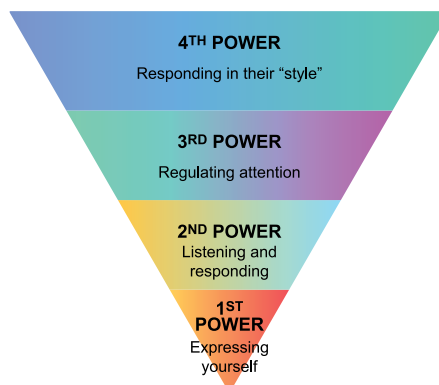 4TH POWER
Responding in their “style”
3RD POWER
Regulating attention
2ND POWER
Listening and
responding
1ST
POWER
Expressing
yourself